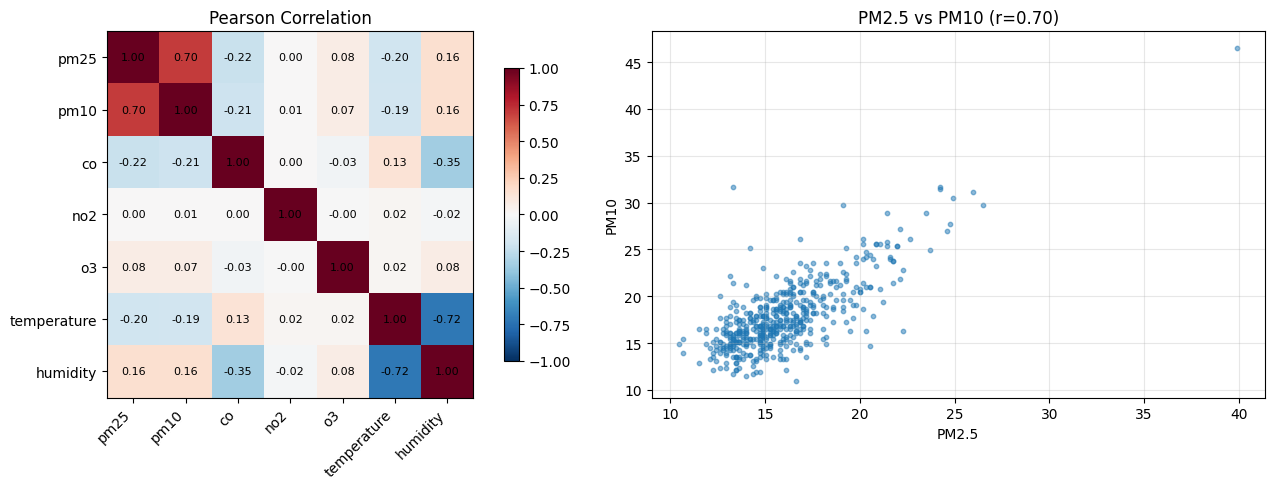 Pearson Correlation
pm25 1.00 0.70 -0.22 0.00 0.08 -0.20 0.16
pm10 0.70 1.00 -0.21 0.01 0.07 -0.19 0.16
co -0.22 -0.21 1.00 0.00 -0.03 0.13 -0.35
no2 0.00 0.01 0.00 1.00 -0.00 0.02 -0.02
o3 0.08 0.07 -0.03 -0.00 1.00 0.02 0.08
temperature -0.20 -0.19 0.13 0.02 0.02 1.00 -0.72
humidity 0.16 0.16 -0.35 -0.02 0.08 -0.72 1.00
pm25 pm10 co no2 o3 temperature humidity
1.00
0.75
0.50
0.25
0.00
−0.25
−0.50
−0.75
−1.00
PM2.5 vs PM10 (r=0.70)
PM10
45
40
35
30
25
20
15
10
10 15 20 25 30 35 40
PM2.5